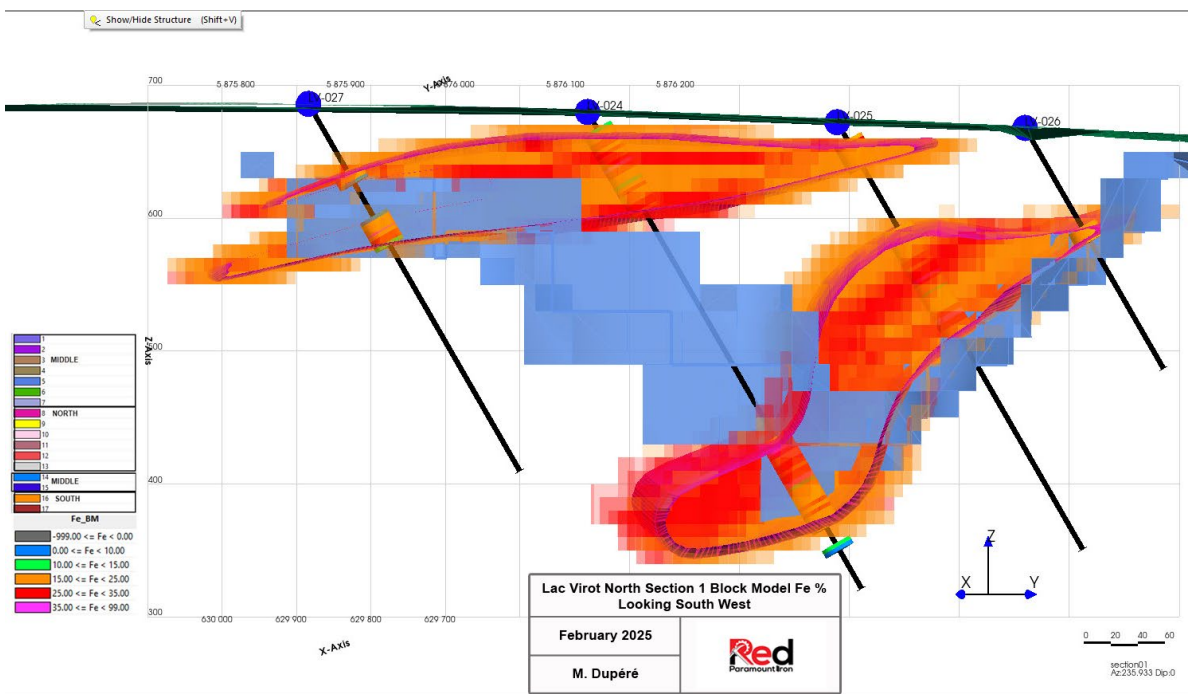 Show/Hide Structure (Shift+V)
700
5 875 800
5 875 900
Y-Axis
5 876 000
5 876 100
5 876 200
LV-027
LV-024
LV-025
LV-026
600
Z-Axis
500
400
300
1
2
3 MIDDLE
4
5
6
7
8 NORTH
9
10
11
12
13
14 MIDDLE
15
16 SOUTH
17
Fe_BM
-999.00 <= Fe < 0.00
0.00 <= Fe < 10.00
10.00 <= Fe < 15.00
15.00 <= Fe < 25.00
25.00 <= Fe < 35.00
35.00 <= Fe < 99.00
630 000
629 900
629 800
629 700
X-Axis
Lac Virot North Section 1 Block Model Fe %
Looking South West
February 2025
M. Dupéré
Red
Paramount Iron
Z
X
Y
0 20 40 60
section01
Az:235.933 Dip:0